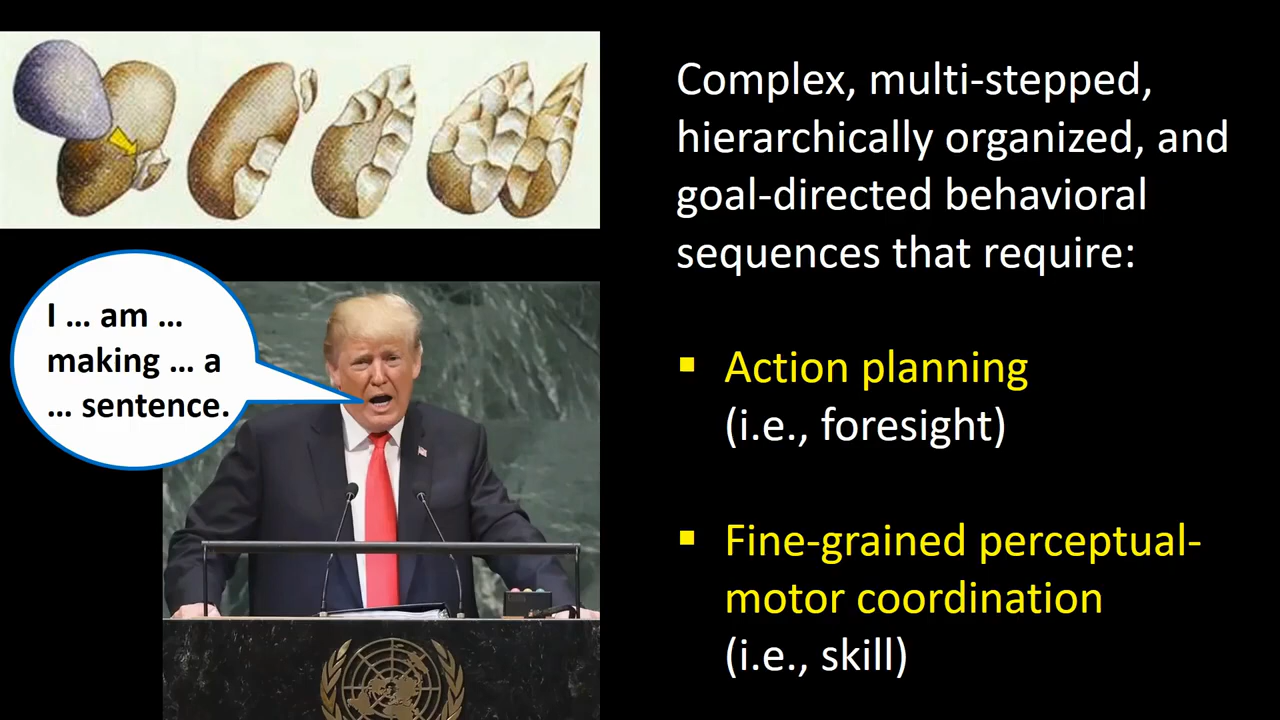 Complex, multi-stepped,
hierarchically organized, and
goal-directed behavioral
sequences that require:
I ... am ...
making ... a
... sentence.
▪ Action planning
(i.e., foresight)
▪ Fine-grained perceptual-
motor coordination
(i.e., skill)